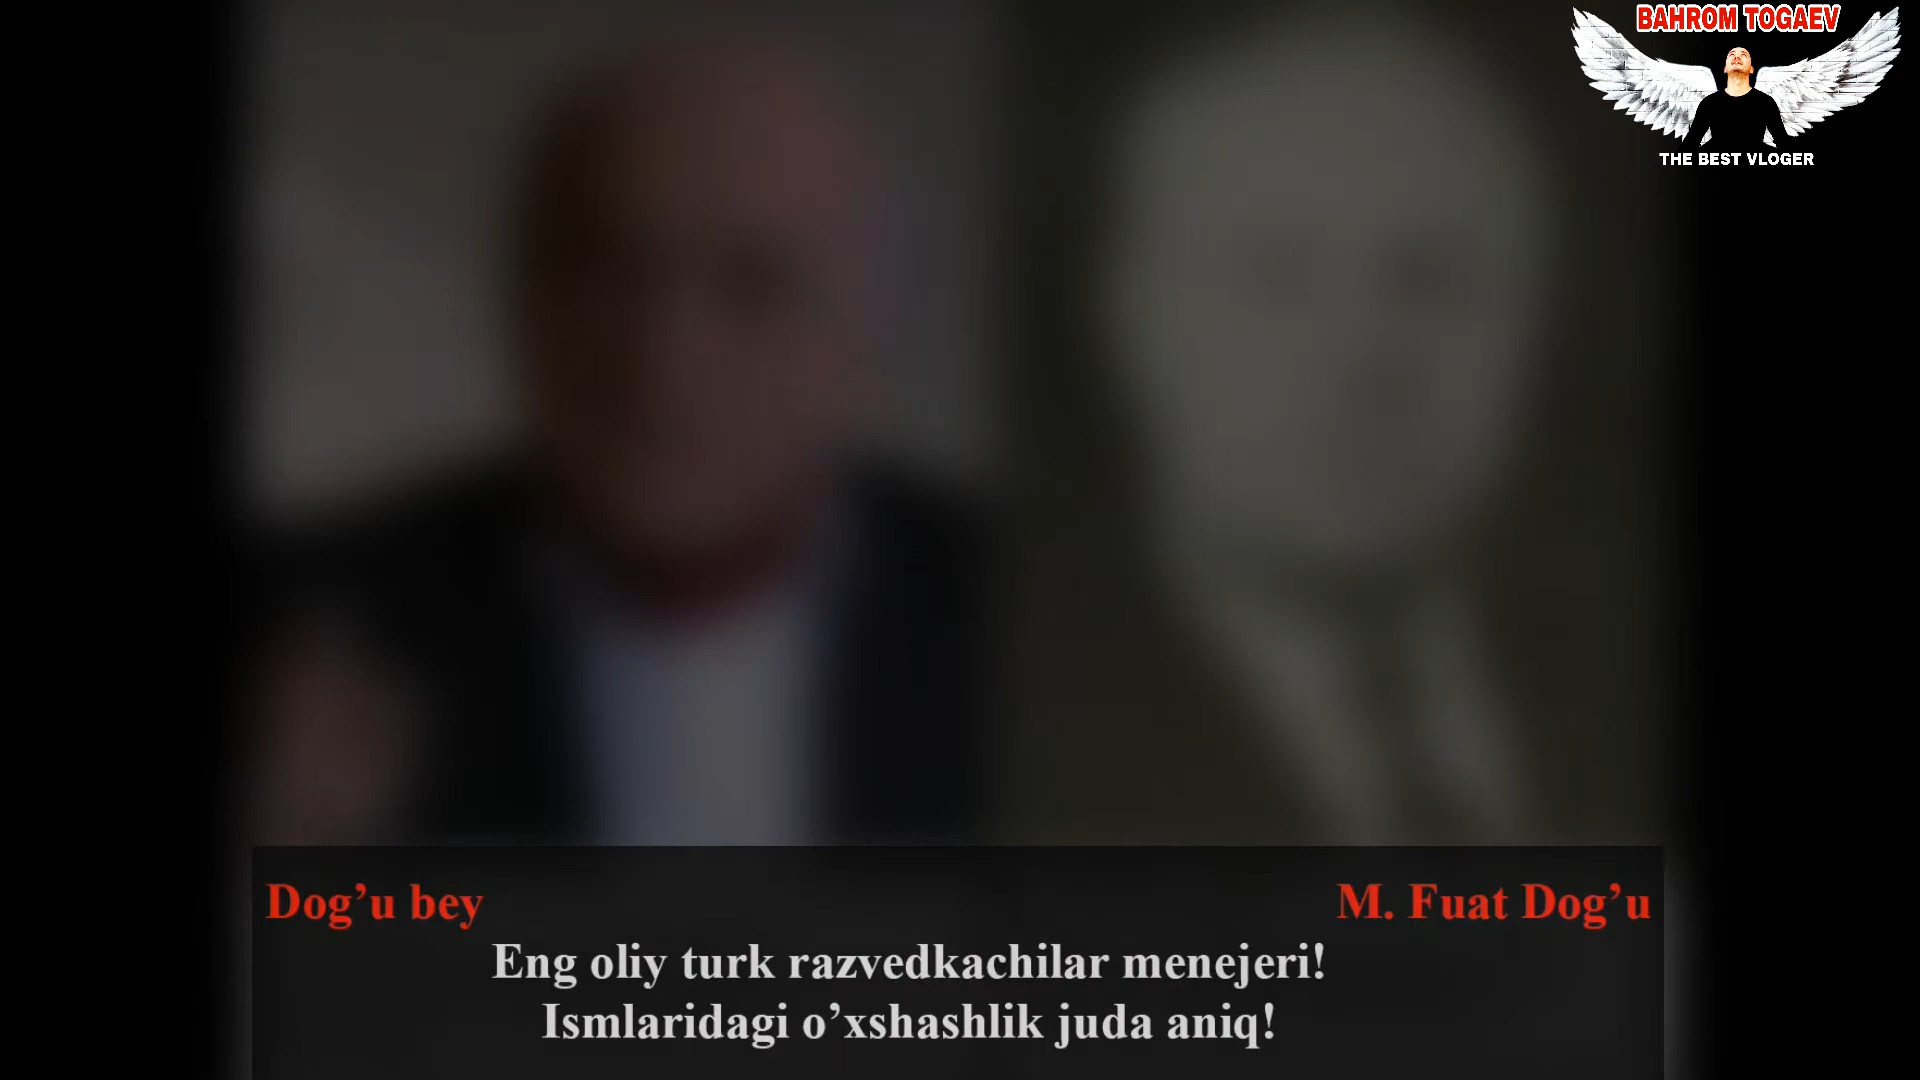 BAHROM TOGAEV
THE BEST VLOGER
Dog’u bey
M. Fuat Dog’u
Eng oliy turk razvedkachilar menejeri!
Ismlaridagi o’xshashlik juda aniq!